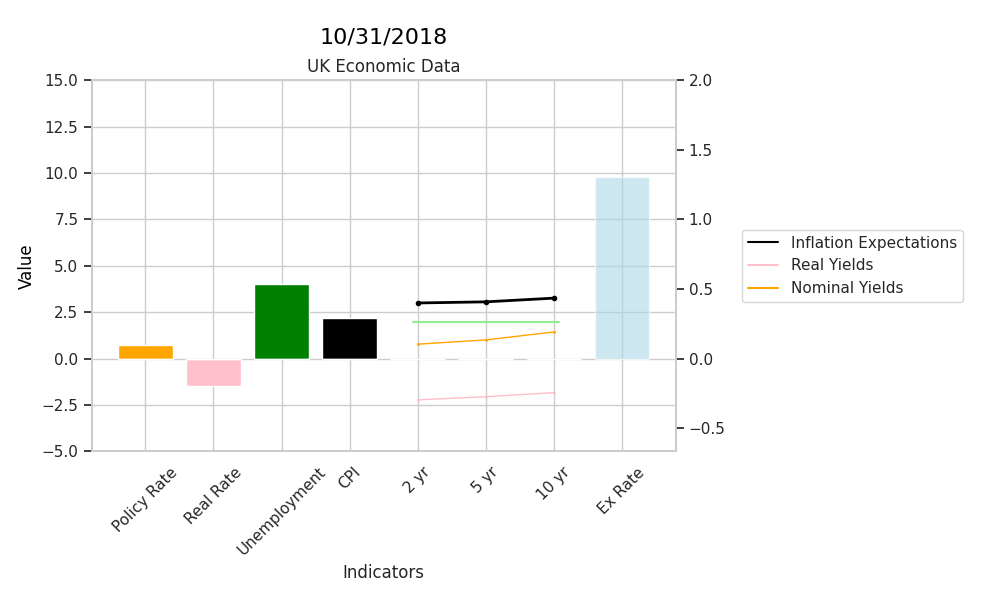 10/31/2018
UK Economic Data
15.0
12.5
10.0
7.5
5.0
2.5
0.0
−2.5
−5.0
Value
2.0
1.5
1.0
0.5
0.0
−0.5
Inflation Expectations
Real Yields
Nominal Yields
Policy Rate
Real Rate
Unemployment
CPI
2 yr
5 yr
10 yr
Ex Rate
Indicators